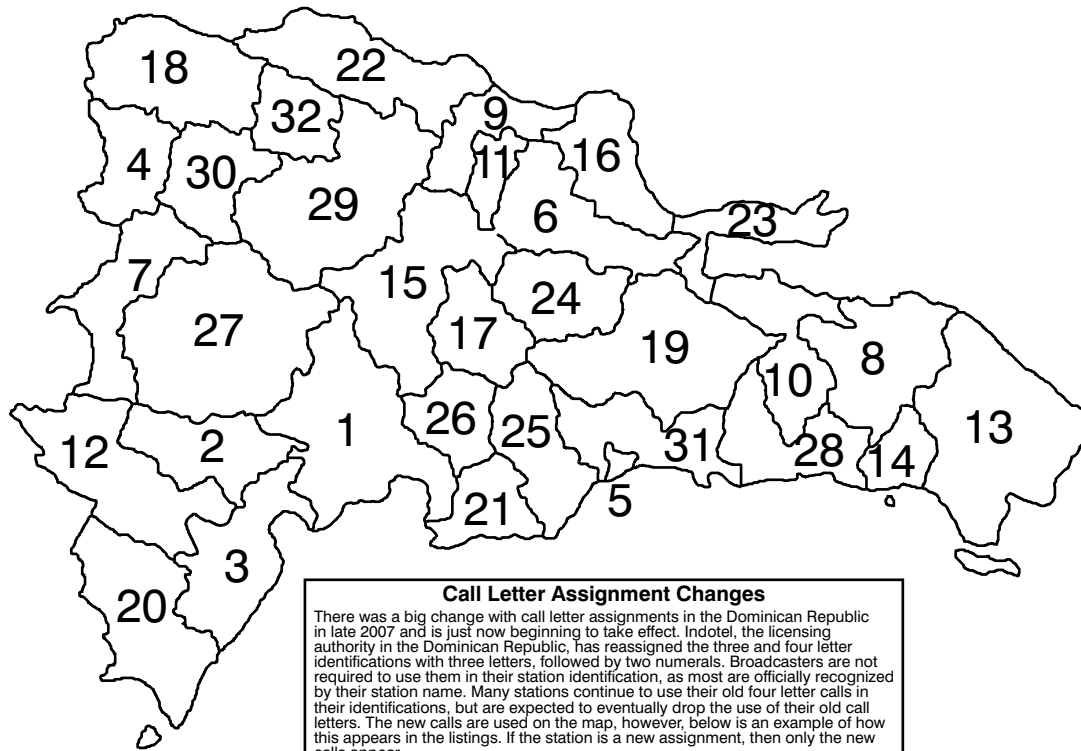 18
22
32
9
4
30
11
16
29
6
23
7
15
24
27
17
19
8
10
1
26
25
13
12
2
31
28
14
21
5
3
20
Call Letter Assignment Changes
There was a big change with call letter assignments in the Dominican Republic
in late 2007 and is just now beginning to take effect. Indotel, the licensing
authority in the Dominican Republic, has reassigned the three and four letter
identifications with three letters, followed by two numerals. Broadcasters are not
required to use them in their station identification, as most are officially recognized
by their station name. Many stations continue to use their old four letter calls in
their identifications, but are expected to eventually drop the use of their old call
letters. The new calls are used on the map, however, below is an example of how
this appears in the listings. If the station is a new assignment, then only the new
calls appear